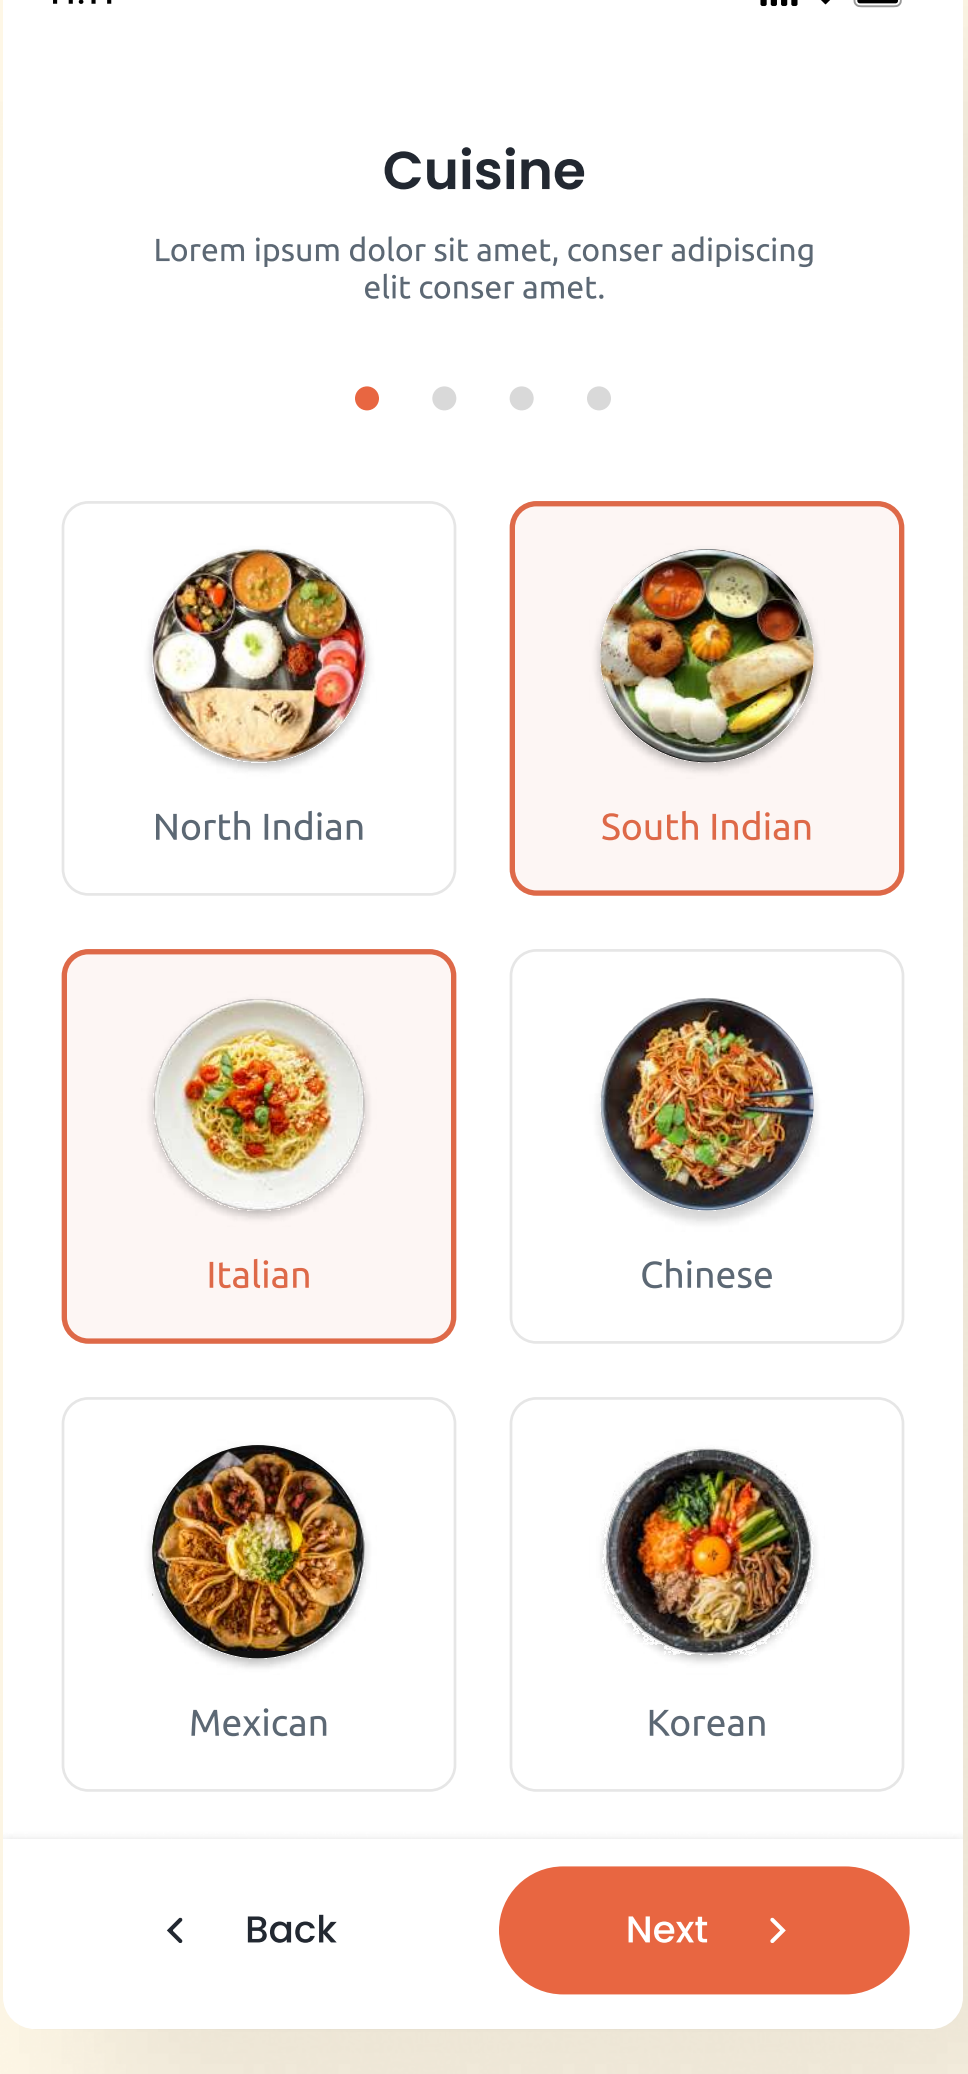 Cuisine
Lorem ipsum dolor sit amet, conser adipiscing
elit conser amet.
North Indian
South Indian
Italian
Chinese
Mexican
Korean
Back
Next